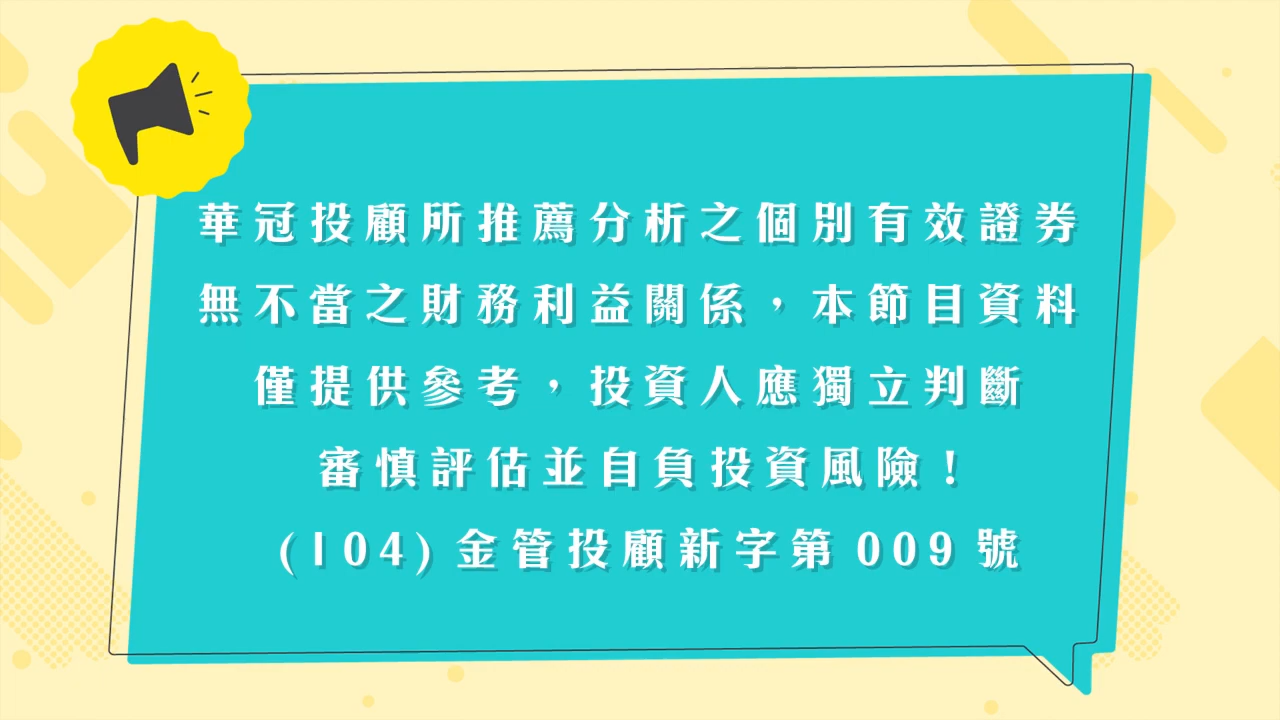 華冠投顧所推薦分析之個別有效證券
無不當之財務利益關係，本節目資料
僅提供參考，投資人應獨立判斷
審慎評估並自負投資風險！
(104) 金管投顧新字第 009 號